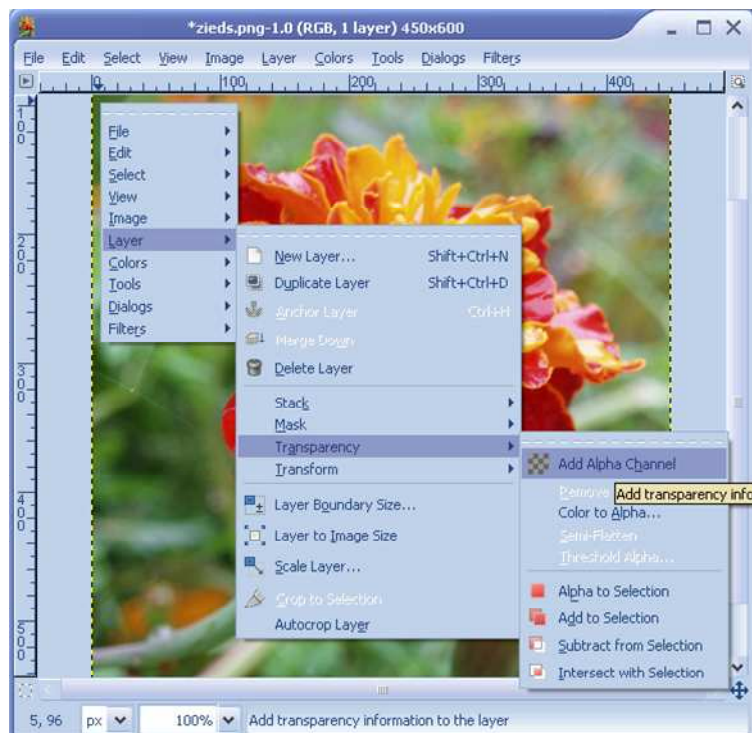 *zieds.png-1.0 (RGB, 1 layer) 450x600
File Edit Select View Image Layer Colors Tools Dialogs Filters
0 100 200 300 400
100
200
300
400
500
File
Edit
Select
View
Image
Layer
Colors
Tools
Dialogs
Filters
New Layer... Shift+Ctrl+N
Duplicate Layer Shift+Ctrl+D
Anchor Layer Ctrl+H
Merge Down
Delete Layer
Stack
Mask
Transparency
Transform
Layer Boundary Size...
Layer to Image Size
Scale Layer...
Crop to Selection
Autocrop Layer
Add Alpha Channel
Remove
Add transparency info
Color to Alpha...
Semi-Flatten
Threshold Alpha...
Alpha to Selection
Add to Selection
Subtract from Selection
Intersect with Selection
5, 96 px 100% Add transparency information to the layer